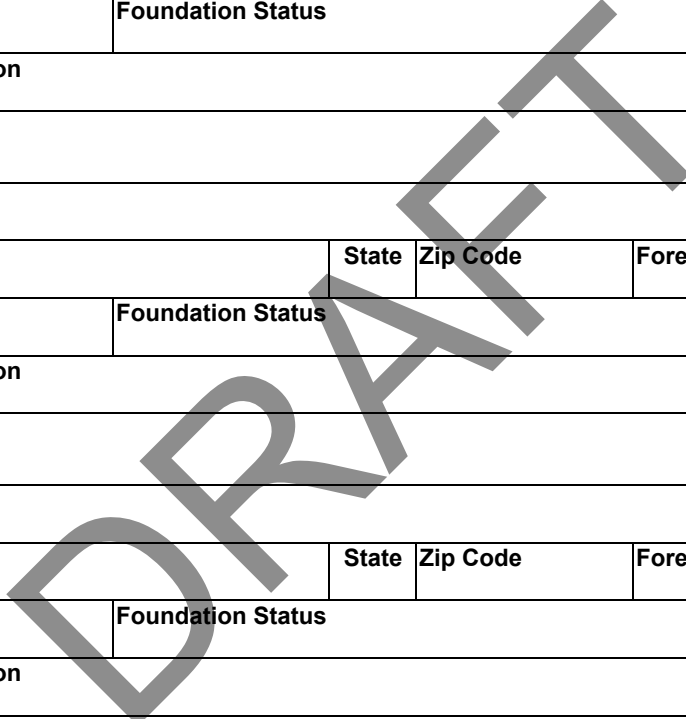 Foundation Status
on
State Zip Code Fore
Foundation Status
on
State Zip Code Fore
Foundation Status
on
DRAFT